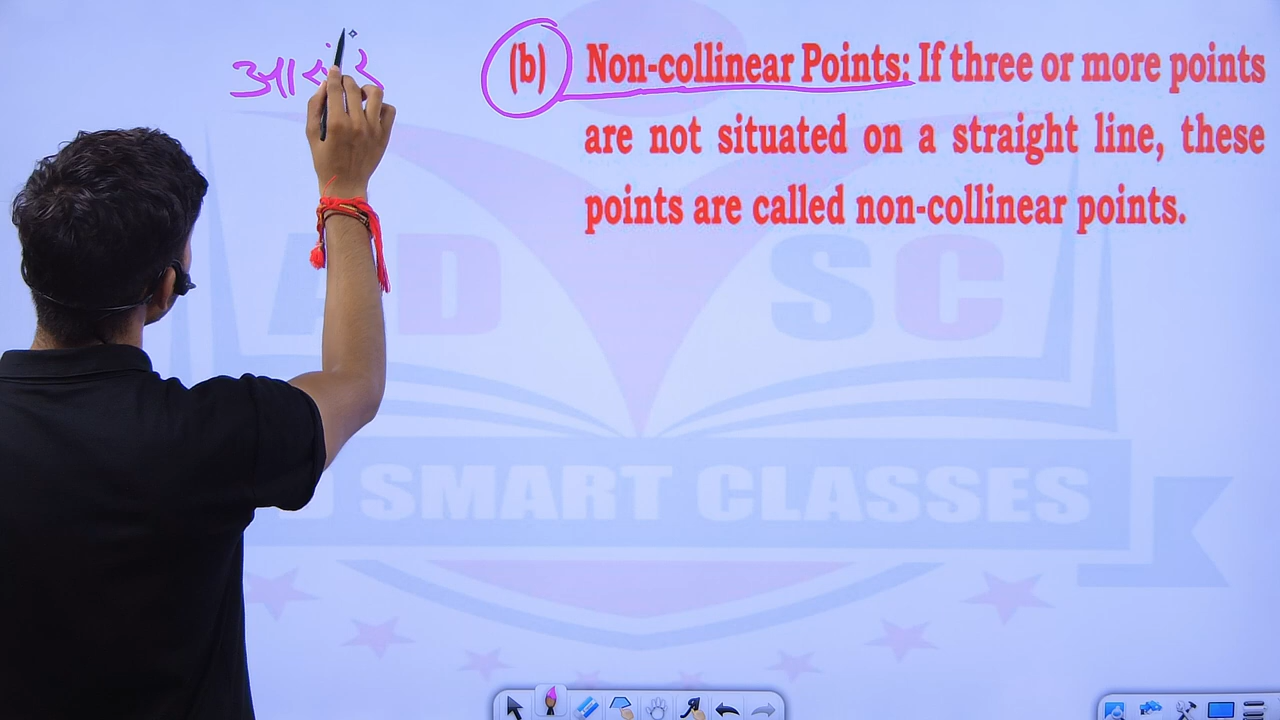 (b) Non-collinear Points: If three or more points
are not situated on a straight line, these
points are called non-collinear points.
SMART CLASSES